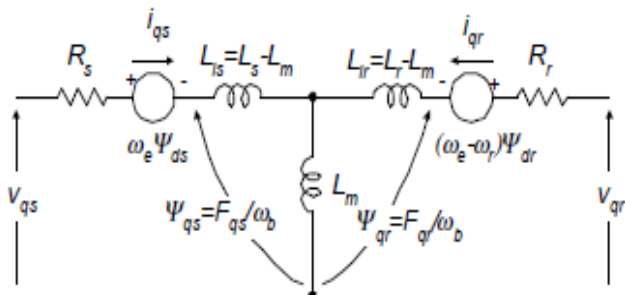 i_qs
i_qr
R_s
L_ls=L_s-L_m
L_lr=L_r-L_m
R_r
+ -
- +
ω_eΨ_ds
(ω_e-ω_r)Ψ_dr
L_m
v_qs
Ψ_qs=F_qs/ω_b
Ψ_qr=F_qr/ω_b
v_qr